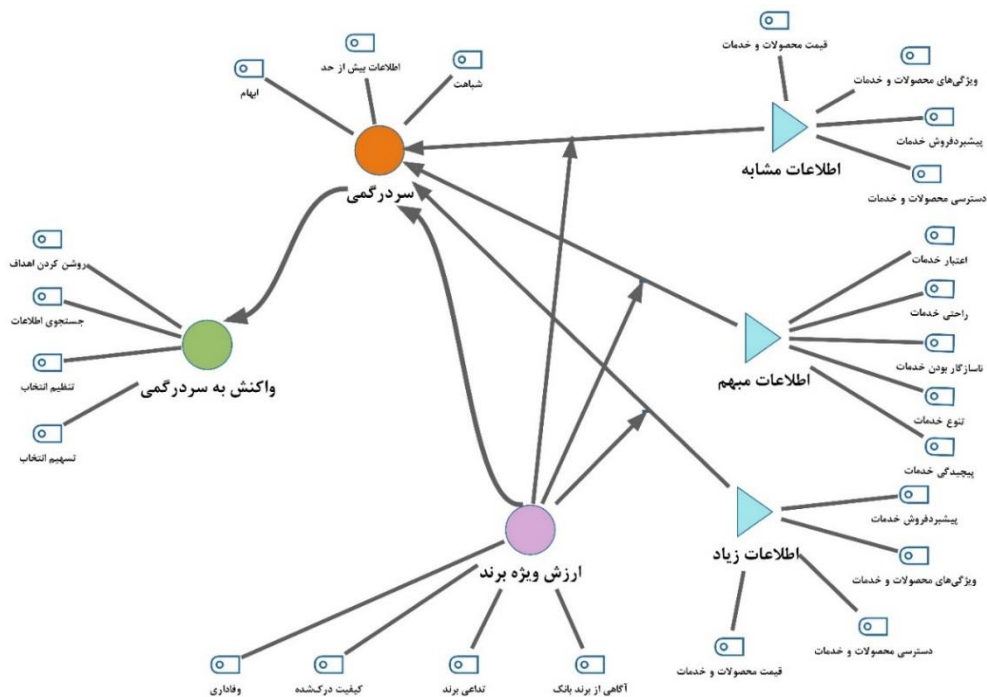 قیمت محصولات و خدمات
ویژگی‌های محصولات و خدمات
پیشبردفروش خدمات
دسترسی محصولات و خدمات
اطلاعات مشابه
شباهت
اطلاعات بیش از حد
ابهام
سردرگمی
اعتبار خدمات
راحتی خدمات
ناسازگار بودن خدمات
تنوع خدمات
پیچیدگی خدمات
اطلاعات مبهم
روشن کردن اهداف
جستجوی اطلاعات
تنظیم انتخاب
تسهیم انتخاب
واکنش به سردرگمی
پیشبردفروش خدمات
ویژگی‌های محصولات و خدمات
دسترسی محصولات و خدمات
قیمت محصولات و خدمات
اطلاعات زیاد
ارزش ویژه برند
آگاهی از برند بانک
تداعی برند
کیفیت درک‌شده
وفاداری